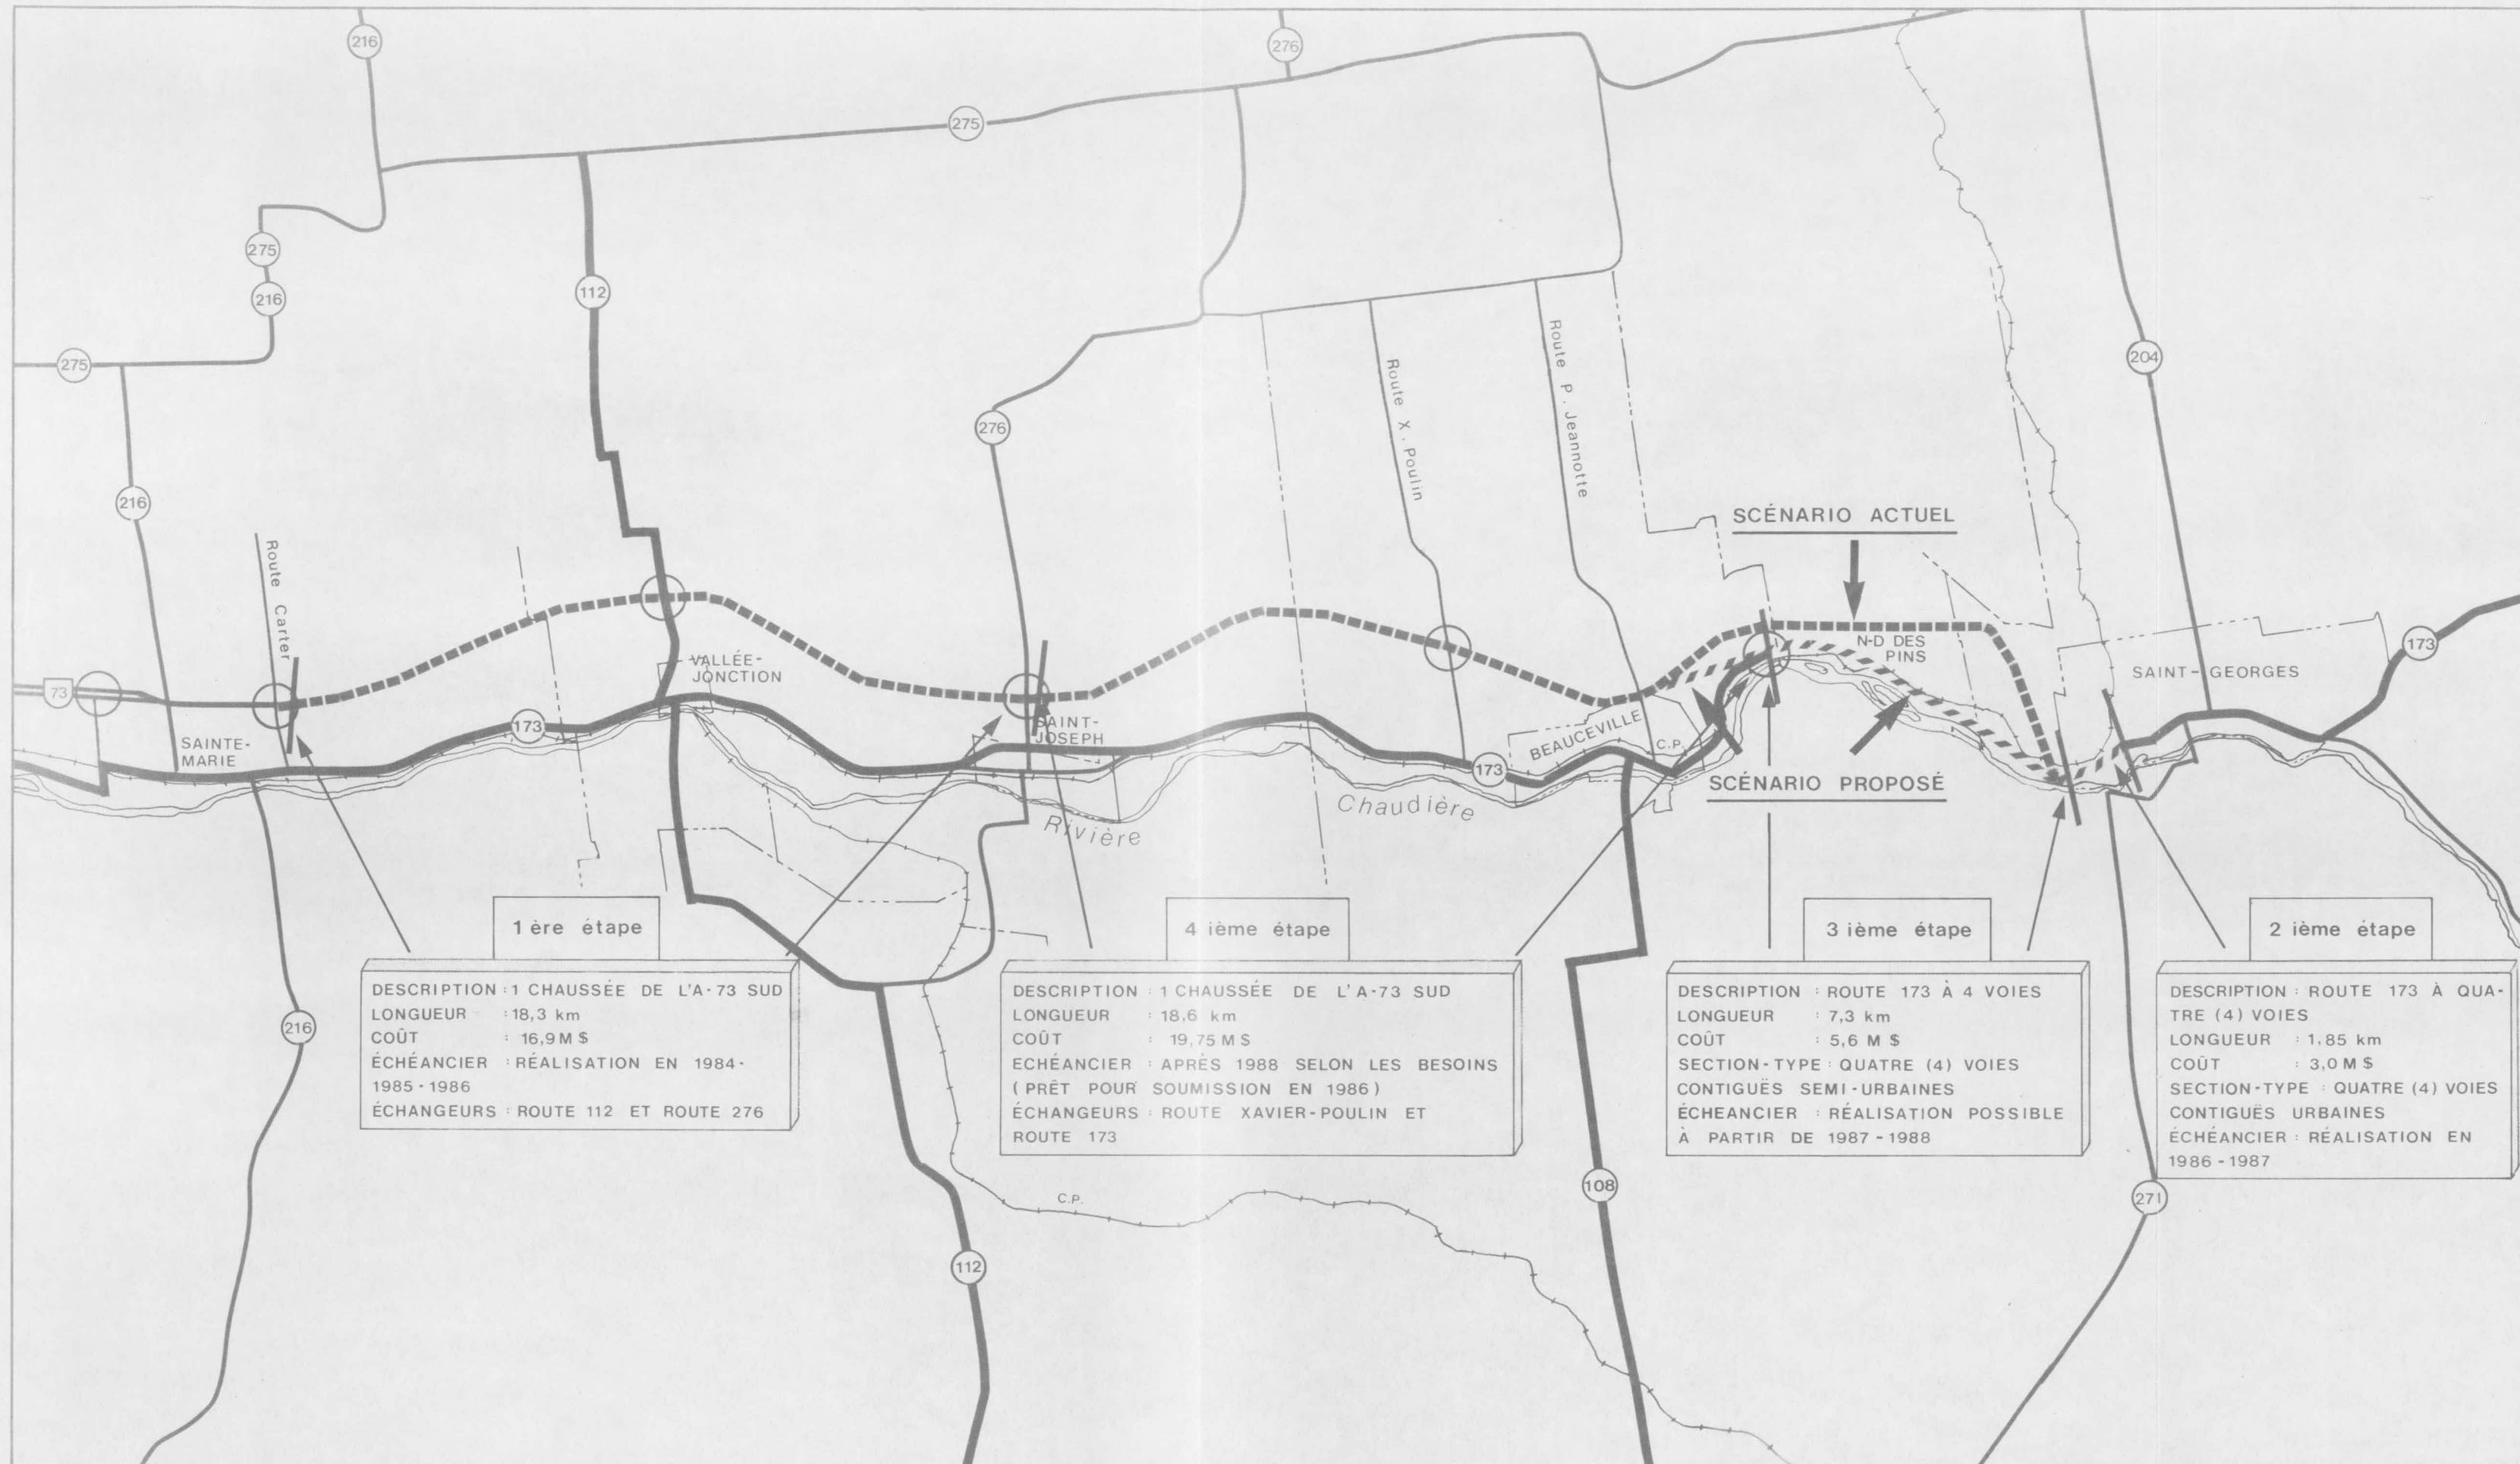 216
276
275
275
112
216
275
204
276
Route X. Poulin
Route P. Jeannotte
216
Route Carter
SCÉNARIO ACTUEL
N-D DES
PINS
173
SAINT-GEORGES
VALLÉE-
JONCTION
73
173
SAINT-
JOSEPH
BEAUCEVILLE
C.P.
SAINTE-
MARIE
173
SCÉNARIO PROPOSÉ
Rivière
Chaudière
1 ère étape
DESCRIPTION : 1 CHAUSSÉE DE L'A-73 SUD
LONGUEUR : 18,3 km
COÛT : 16,9 M $
ÉCHÉANCIER : RÉALISATION EN 1984-
1985-1986
ÉCHANGEURS : ROUTE 112 ET ROUTE 276
4 ième étape
DESCRIPTION : 1 CHAUSSÉE DE L'A-73 SUD
LONGUEUR : 18,6 km
COÛT : 19,75 M $
ECHÉANCIER : APRÈS 1988 SELON LES BESOINS
(PRÊT POUR SOUMISSION EN 1986)
ÉCHANGEURS : ROUTE XAVIER-POULIN ET
ROUTE 173
3 ième étape
DESCRIPTION : ROUTE 173 À 4 VOIES
LONGUEUR : 7,3 km
COÛT : 5,6 M $
SECTION-TYPE : QUATRE (4) VOIES
CONTIGUËS SEMI-URBAINES
ÉCHEANCIER : RÉALISATION POSSIBLE
À PARTIR DE 1987-1988
2 ième étape
DESCRIPTION : ROUTE 173 À QUA-
TRE (4) VOIES
LONGUEUR : 1,85 km
COÛT : 3,0 M $
SECTION-TYPE : QUATRE (4) VOIES
CONTIGUËS URBAINES
ÉCHÉANCIER : RÉALISATION EN
1986-1987
216
C.P.
108
271
112